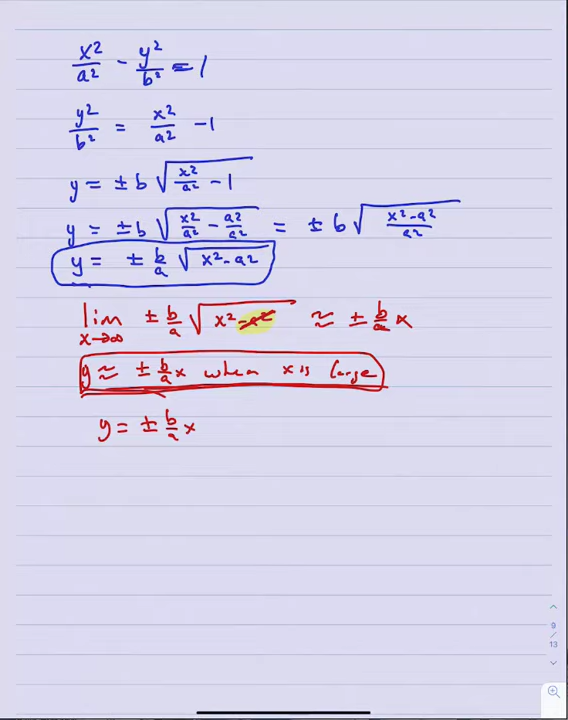 x²/a² - y²/b² = 1
y²/b² = x²/a² - 1
y = ± b √(x²/a² - 1)
y = ± b √(x²/a² - a²/a²) = ± b √((x² - a²)/a²)
y = ± b/a √(x² - a²)
lim x→∞ ± b/a √(x² - a²) ≈ ± b/a x
y ≈ ± b/a x when x is large
y = ± b/a x
9
/
13